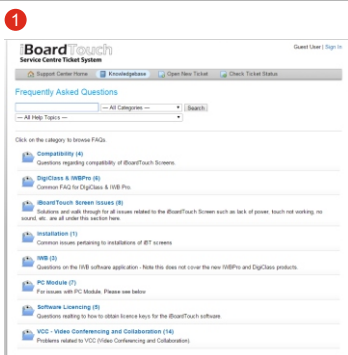 1
iBoardTouch
Guest User | Sign In
Service Centre Ticket System
Support Center Home Knowledgebase Open New Ticket Check Ticket Status
Frequently Asked Questions
— All Categories — Search
— All Help Topics —
Click on the category to browse FAQs.
Compatibility (4)
Questions regarding compatibility of iBoardTouch Screens.
DigiClass & IWBPro (6)
Common FAQ for DigiClass & IWB Pro.
iBoardTouch Screen Issues (8)
Solutions and walk through for all issues related to the iBoardTouch Screen such as lack of power, touch not working, no
sound, etc. are all under this section here.
Installation (1)
Common issues pertaining to installations of IBT screens
IWB (3)
Questions on the IWB software application - Note this does not cover the new IWBPro and DigiClass products.
PC Module (7)
For issues with PC Module, Please see below
Software Licencing (5)
Questions realting to how to obtain licence keys for the iBoardTouch software.
VCC - Video Conferencing and Collaboration (14)
Problems related to VCC (Video Conferencing and Collaboration).